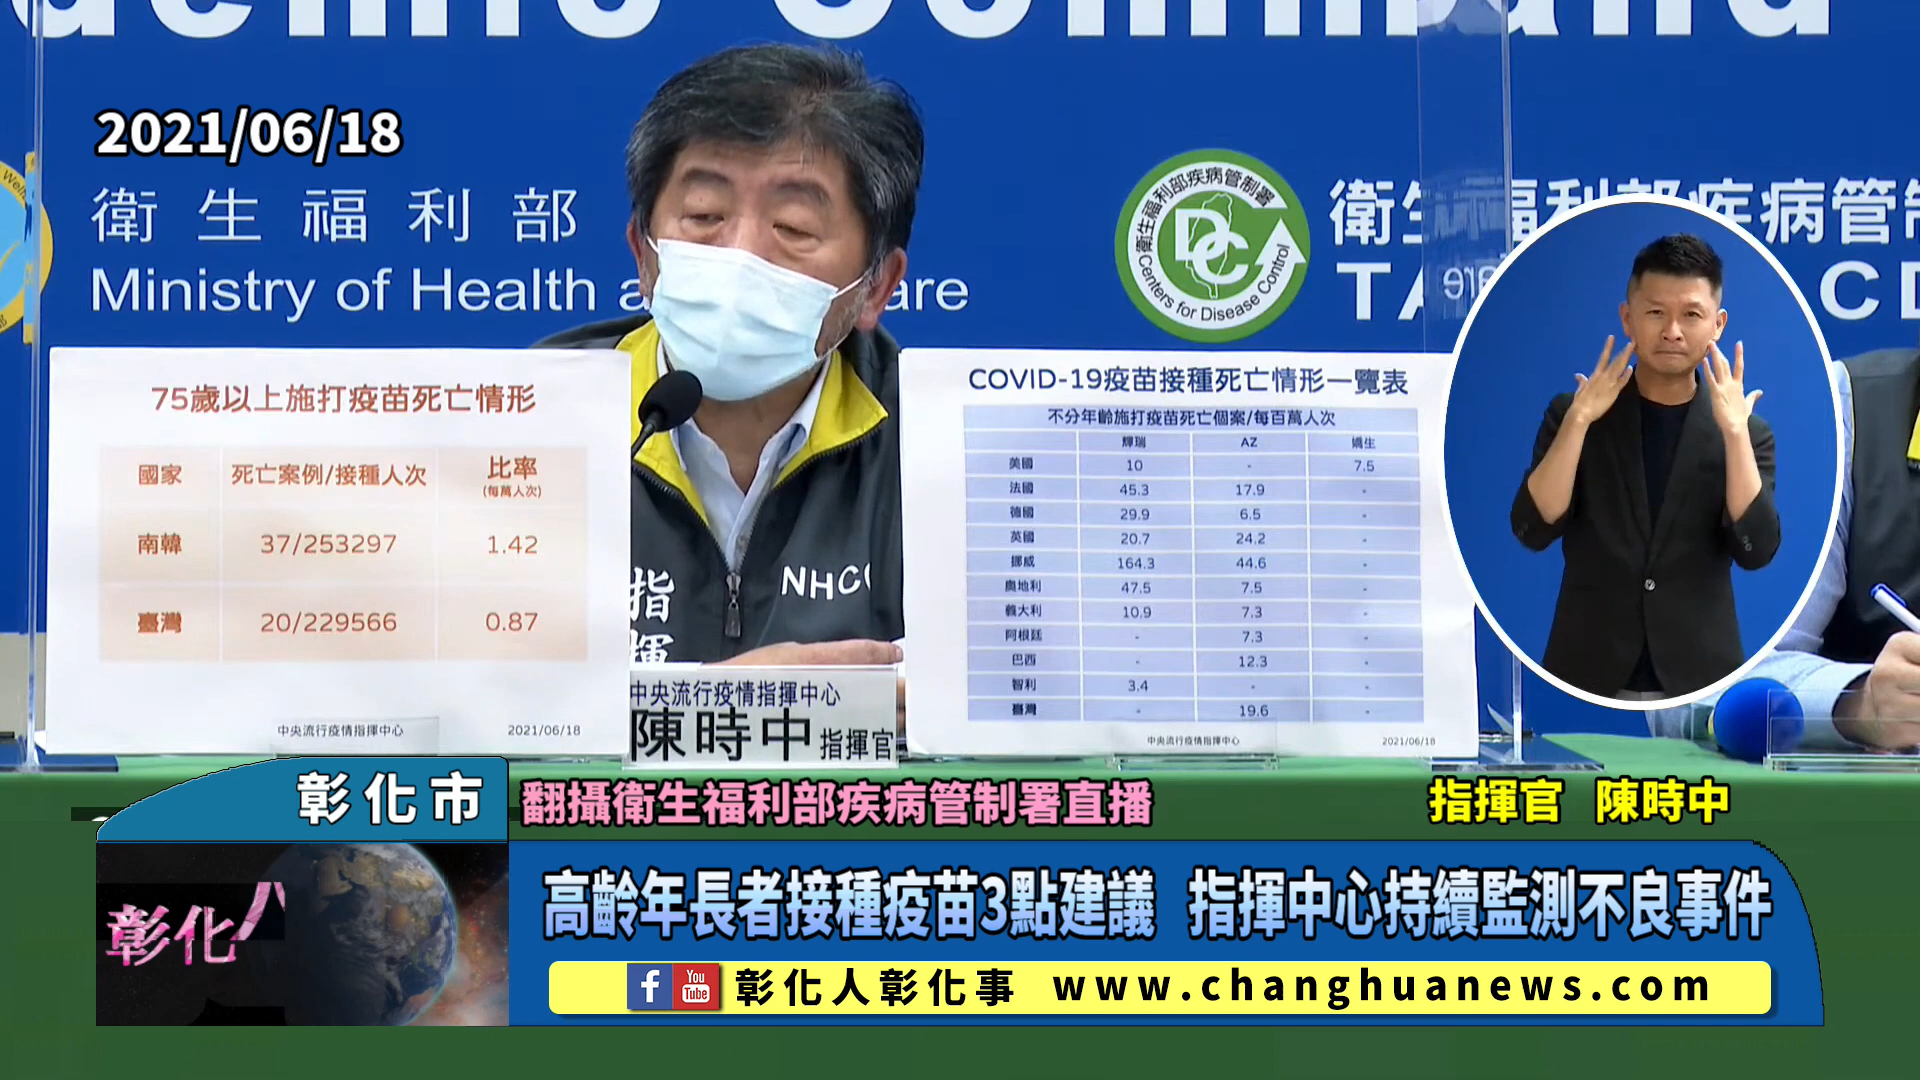 demic Command
2021/06/18
衛生福利部
Ministry of Health a are
衛生福利部疾病管制署
Centers for Disease Control
DC
衛生福利部疾病管制
TA CD
75歲以上施打疫苗死亡情形
國家 死亡案例/接種人次 比率
(每萬人次)
南韓 37/253297 1.42
臺灣 20/229566 0.87
中央流行疫情指揮中心 2021/06/18
指揮
NHCC
中央流行疫情指揮中心
陳時中指揮官
COVID-19疫苗接種死亡情形一覽表
不分年齡施打疫苗死亡個案/每百萬人次
輝瑞 AZ 嬌生
美國 10 - 7.5
法國 45.3 17.9 -
德國 29.9 6.5 -
英國 20.7 24.2 -
挪威 164.3 44.6 -
奧地利 47.5 7.5 -
義大利 10.9 7.3 -
阿根廷 - 7.3 -
巴西 - 12.3 -
智利 3.4 - -
臺灣 - 19.6 -
中央流行疫情指揮中心 2021/06/18
彰化市
翻攝衛生福利部疾病管制署直播
指揮官 陳時中
彰化人
高齡年長者接種疫苗3點建議 指揮中心持續監測不良事件
f You Tube 彰化人彰化事 www.changhuanews.com